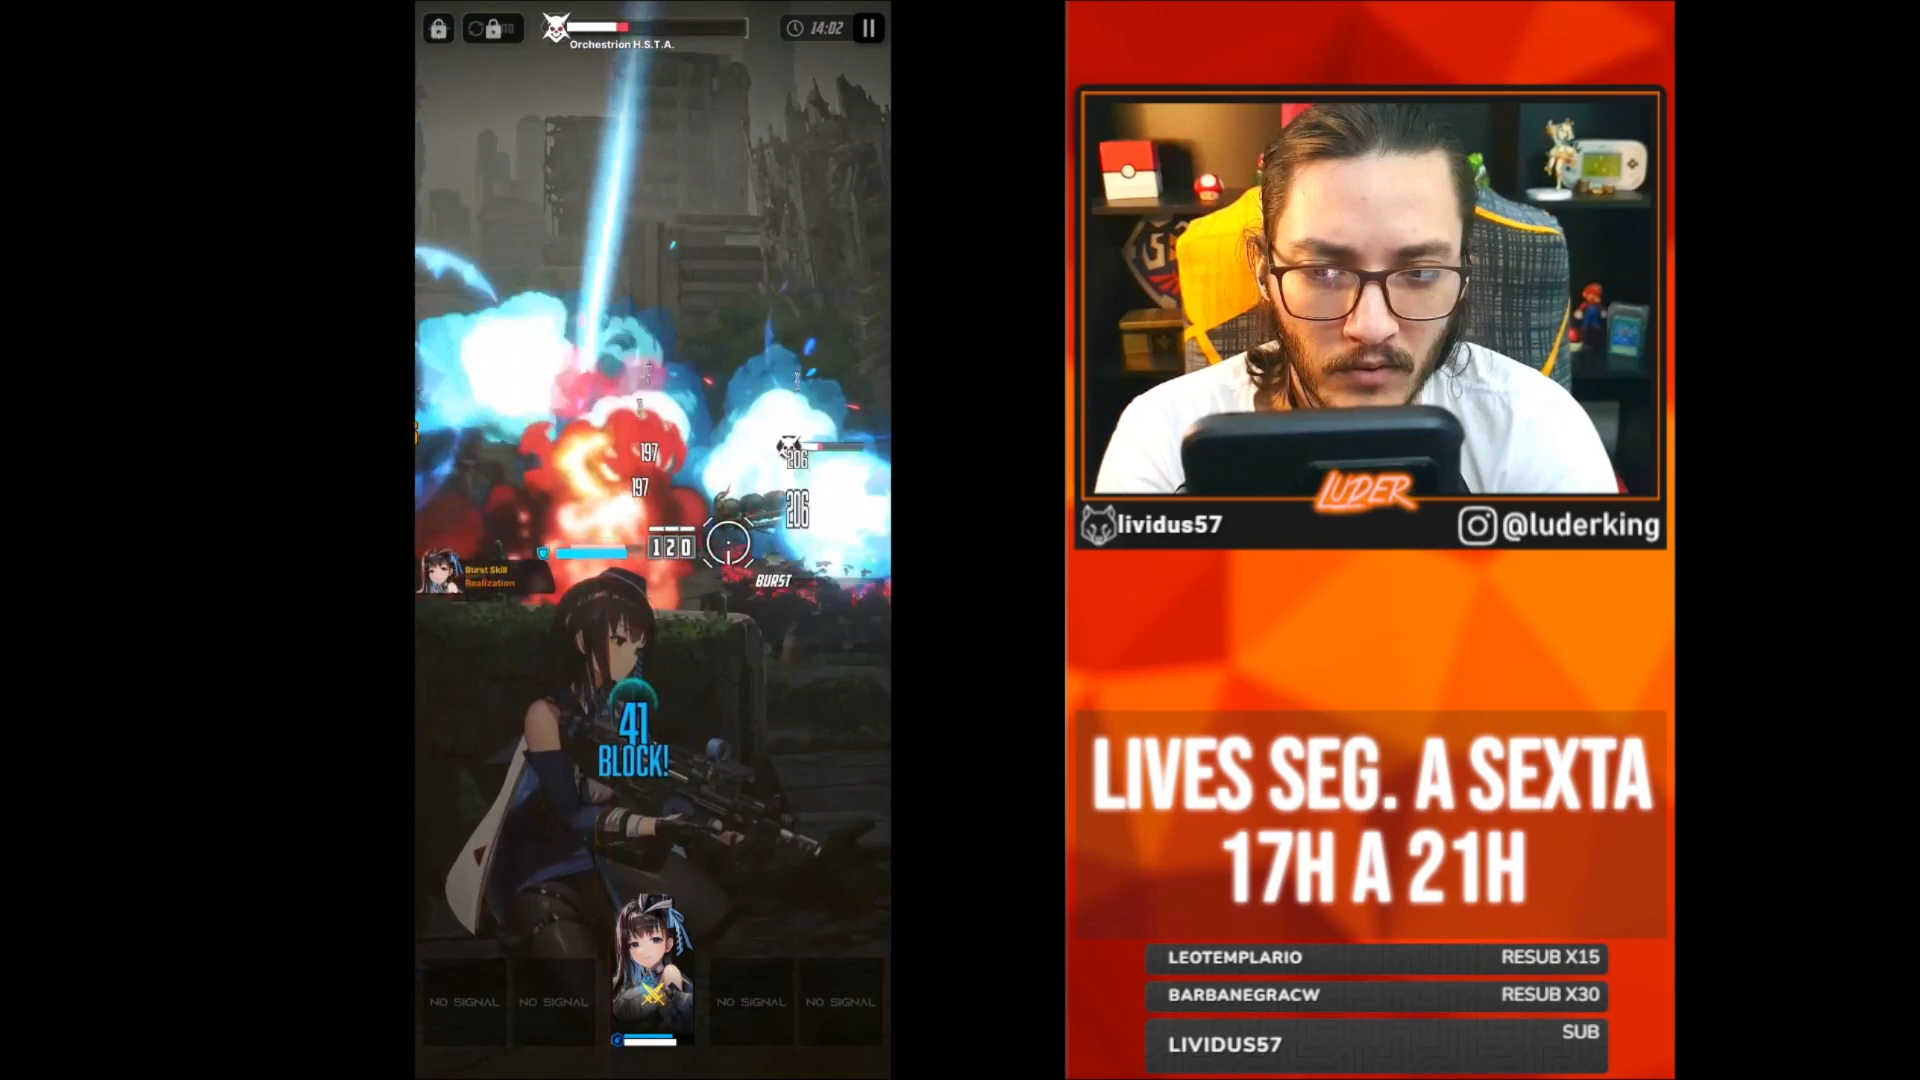 Orchestrion H.S.T.A.
14:02
197
197
206
206
120
BURST
Burst Skill
Realization
41
BLOCK!
NO SIGNAL
NO SIGNAL
NO SIGNAL
NO SIGNAL
LUDER
lividus57
@luderking
LIVES SEG. A SEXTA
17H A 21H
LEOTEMPLARIO RESUB X15
BARBANEGRACW RESUB X30
LIVIDUS57 SUB